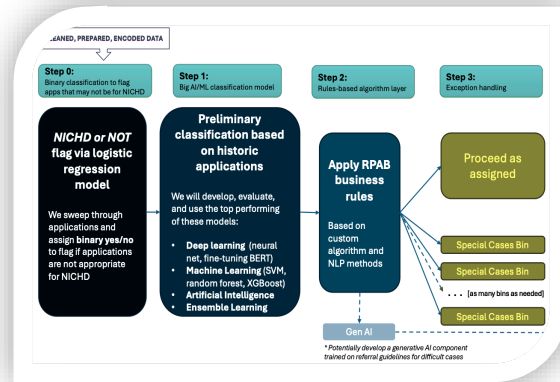 LEANED, PREPARED, ENCODED DATA
Step 0:
Binary classification to flag
apps that may not be for NICHD
Step 1:
Big AI/ML classification model
Step 2:
Rules-based algorithm layer
Step 3:
Exception handling
NICHD or NOT
flag via logistic
regression
model
We sweep through
applications and
assign binary yes/no
to flag if applications
are not appropriate
for NICHD
Preliminary
classification based
on historic
applications
We will develop, evaluate,
and use the top performing
of these models:
• Deep learning (neural
net, fine-tuning BERT)
• Machine Learning (SVM,
random forest, XGBoost)
• Artificial Intelligence
• Ensemble Learning
Apply RPAB
business
rules
Based on
custom
algorithm and
NLP methods
Proceed as
assigned
Special Cases Bin
Special Cases Bin
. . . [as many bins as needed]
Special Cases Bin
Gen AI
* Potentially develop a generative AI component
trained on referral guidelines for difficult cases